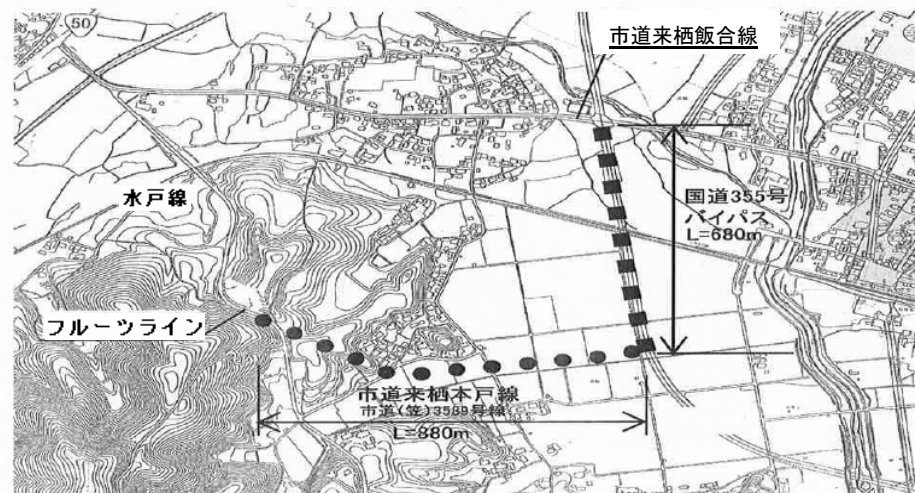 50
市道来栖飯合線
水戸線
国道355号
バイパス
L=680m
フルーツライン
市道来栖本戸線
市道(笠)3589号線
L=880m